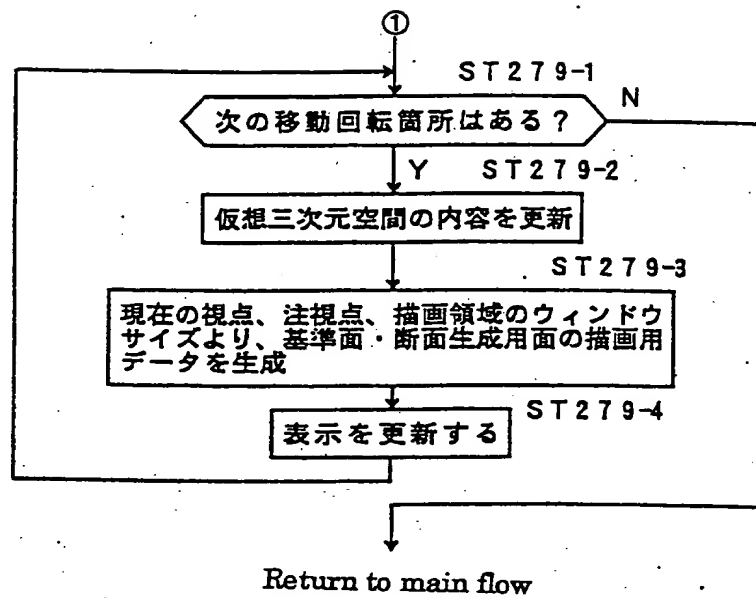 ①
ST279-1
次の移動回転箇所はある?
N
Y
ST279-2
仮想三次元空間の内容を更新
ST279-3
現在の視点、注視点、描画領域のウィンドウ
サイズより、基準面・断面生成用面の描画用
データを生成
ST279-4
表示を更新する
Return to main flow